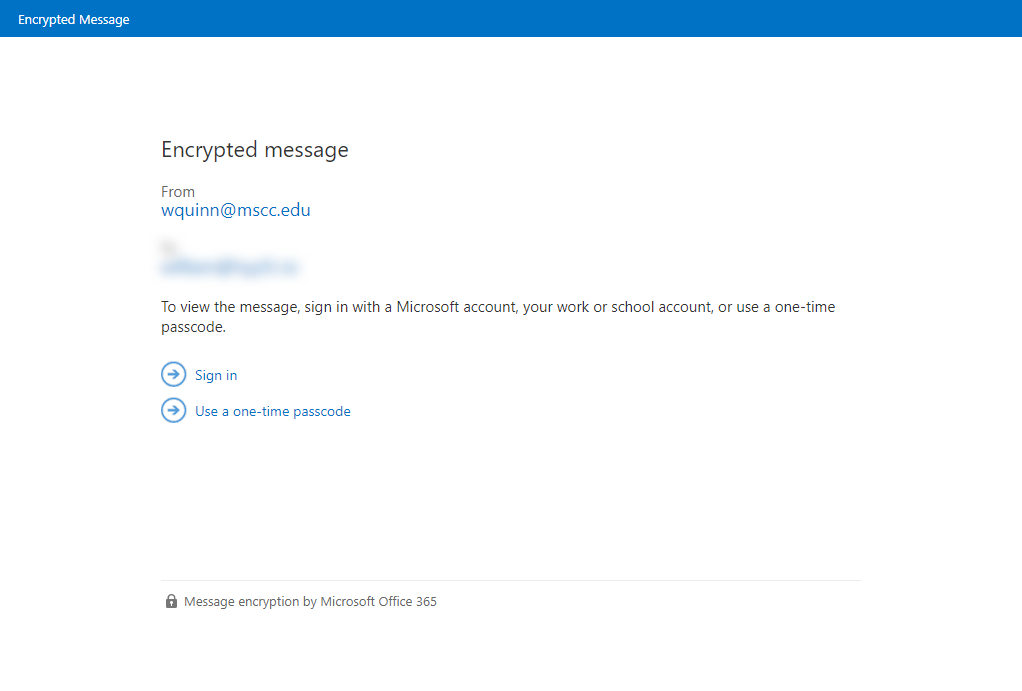 Encrypted Message
Encrypted message
From
wquinn@mscc.edu
To view the message, sign in with a Microsoft account, your work or school account, or use a one-time
passcode.
Sign in
Use a one-time passcode
Message encryption by Microsoft Office 365